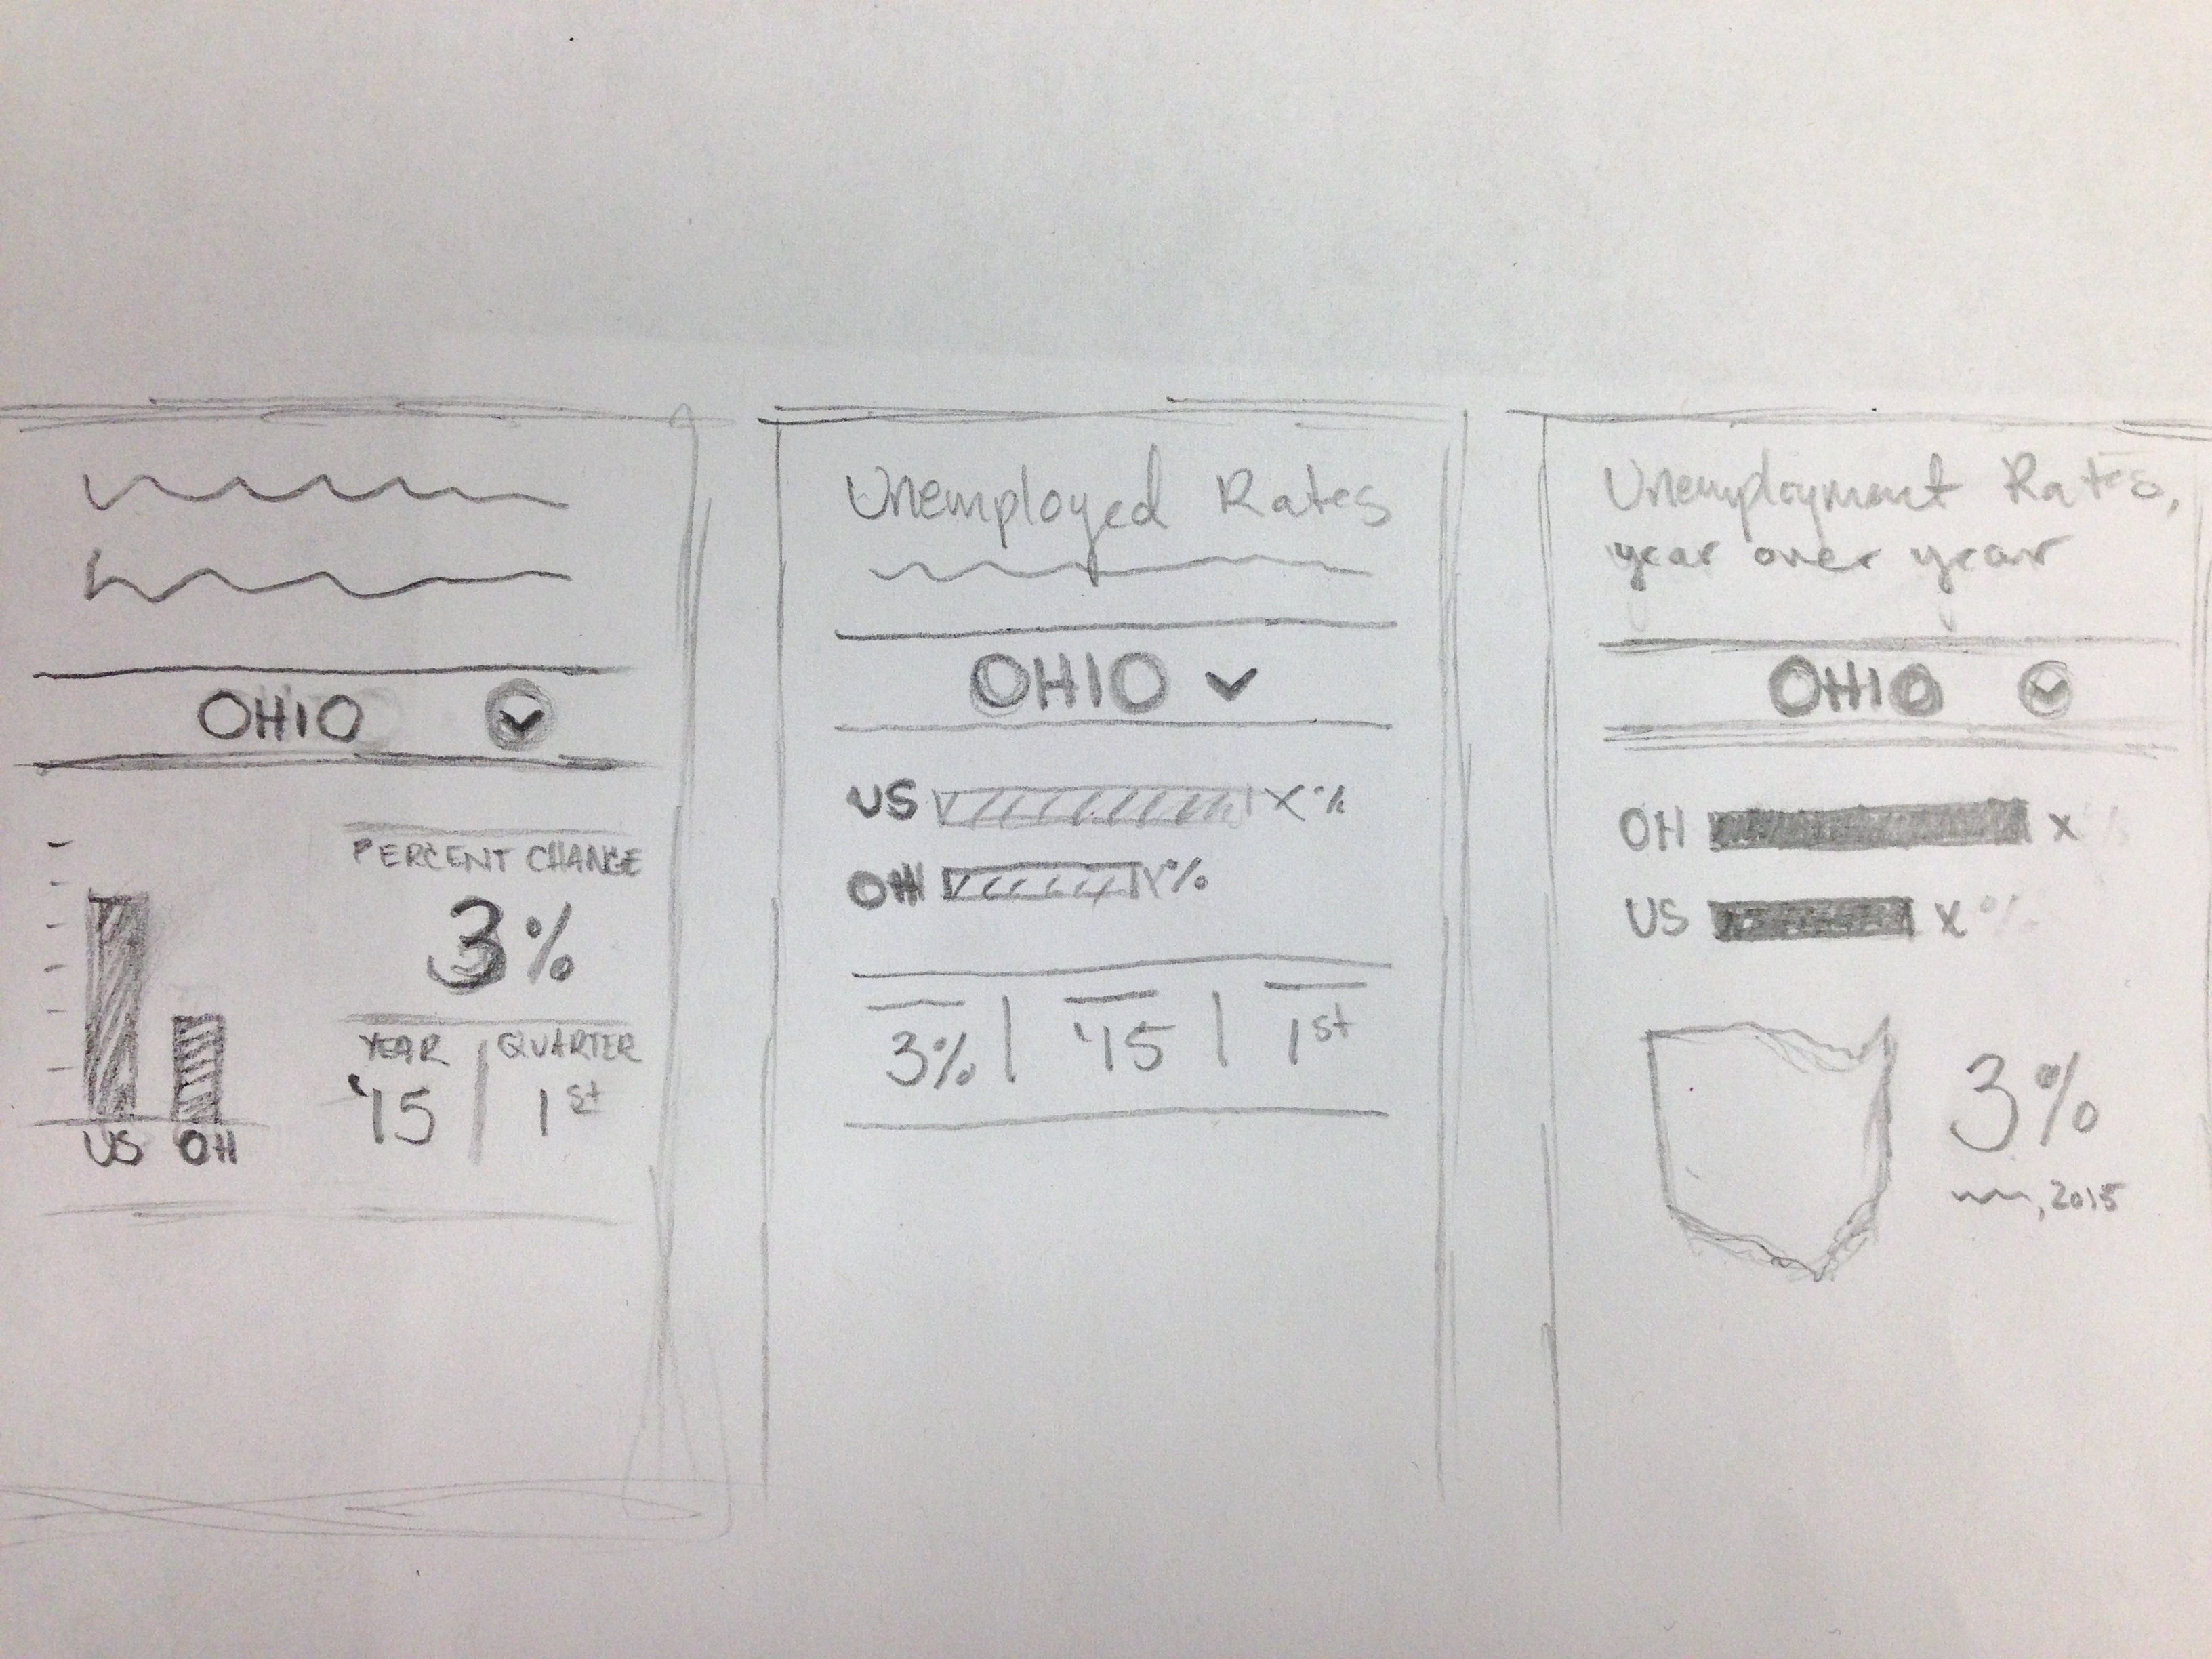 OHIO
PERCENT CHANGE
3%
YEAR | QUARTER
'15 | 1st
US OH
Unemployed Rates
OHIO
US X%
OH X%
3% | '15 | 1st
Unemployment Rates,
year over year
OHIO
OH X%
US X%
3%
, 2015